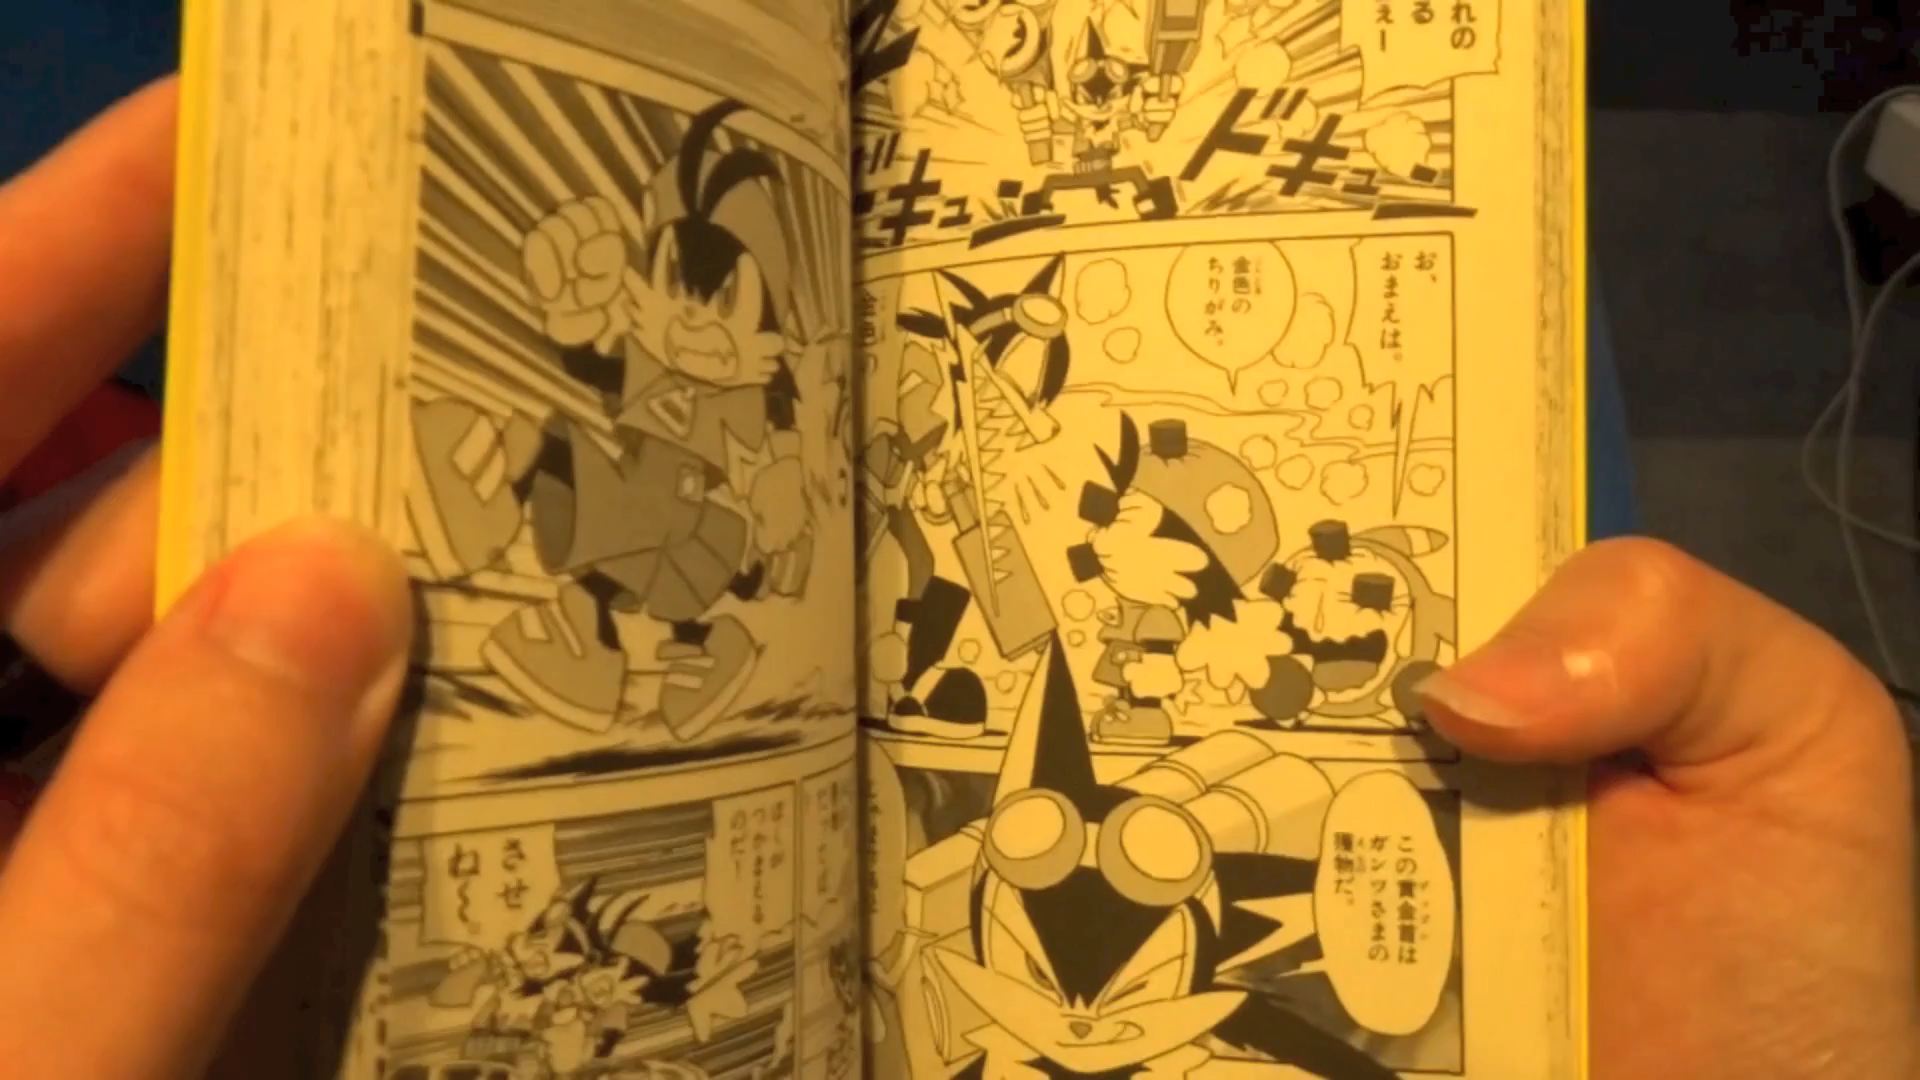 れの
る
ぇー
ドキューン
ドキューン
お、
おまえは。
金色の
ちりがみ。
この賞金首は
ガンツさまの
獲物だ。
ぼくが
つかまえる
のだー
させ
ね〜。